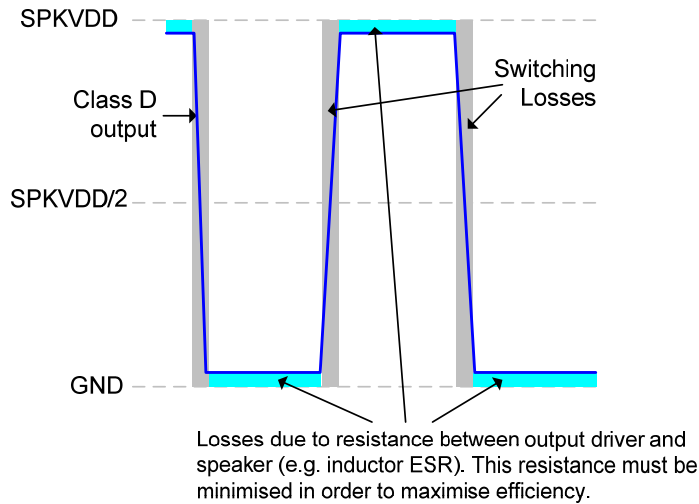 SPKVDD
Switching
Losses
Class D
output
SPKVDD/2
GND
Losses due to resistance between output driver and
speaker (e.g. inductor ESR). This resistance must be
minimised in order to maximise efficiency.